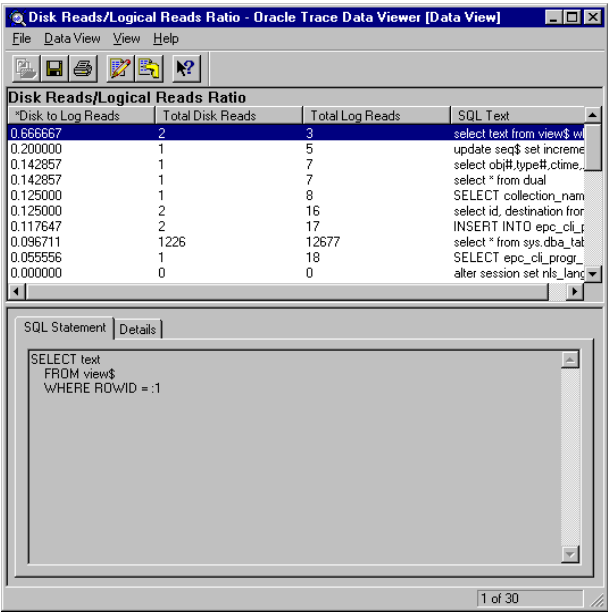 Disk Reads/Logical Reads Ratio - Oracle Trace Data Viewer [Data View]
File Data View View Help
Disk Reads/Logical Reads Ratio
*Disk to Log Reads Total Disk Reads Total Log Reads SQL Text
0.666667 2 3 select text from view$ wl
0.200000 1 5 update seq$ set increme
0.142857 1 7 select obj#,type#,ctime,
0.142857 1 7 select * from dual
0.125000 1 8 SELECT collection_nam
0.125000 2 16 select id, destination fror
0.117647 2 17 INSERT INTO epc_cli_p
0.096711 1226 12677 select * from sys.dba_tal
0.055556 1 18 SELECT epc_cli_progr_
0.000000 0 0 alter session set nls_lang
SQL Statement Details
SELECT text
FROM view$
WHERE ROWID = :1
1 of 30